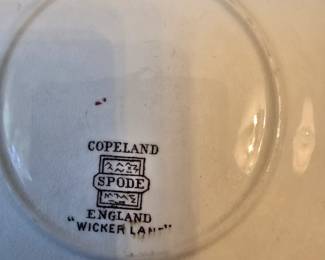 COPELAND
SPODE
ENGLAND
"WICKER LANE"